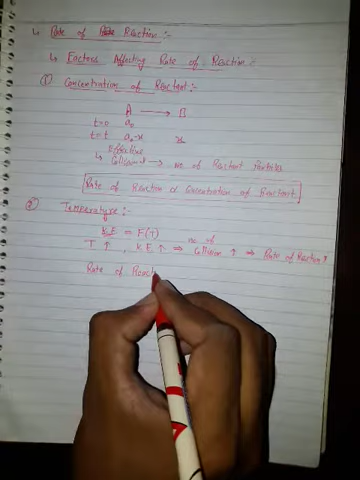 ↳ Rate of Reaction :-
↳ Factors Affecting Rate of Reaction :-
① Concentration of Reactant :-
A → B
t=0 a₀
t=t a₀-x x
Effective
↳ Collision ↑ → no of Reactant Particles
Rate of Reaction ∝ Concentration of Reactant
② Temperature :-
K.E = F(T)
T ↑ , K E ↑ ⇒ no of Collision ↑ ⇒ Rate of Reaction ↑
Rate of React